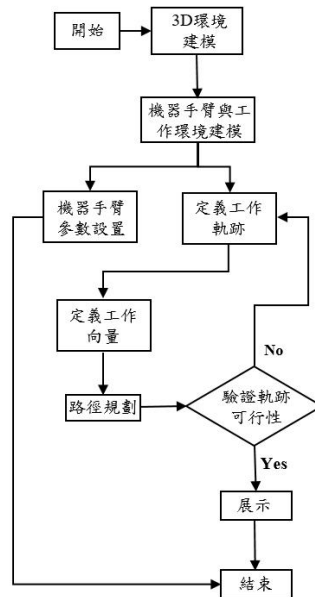 開始
3D環境
建模
機器手臂與工
作環境建模
機器手臂
參數設置
定義工作
軌跡
定義工作
向量
路徑規劃
驗證軌跡
可行性
No
Yes
展示
結束